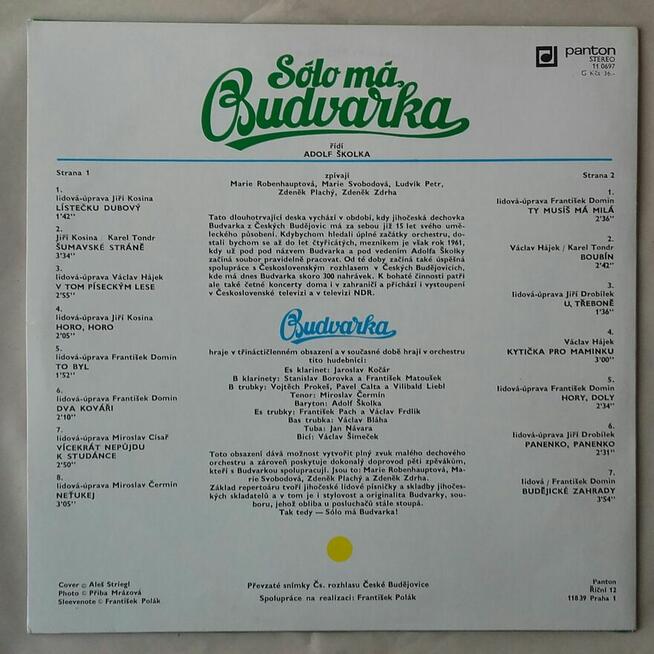 panton
STEREO
11 0697
G Kčs 36,-
Sólo má
Budvarka
řídí
ADOLF ŠKOLKA
Strana 1
1.
lidová-úprava Jiří Kosina
LÍSTEČKU DUBOVÝ
1'42"
2.
Jiří Kosina / Karel Tondr
ŠUMAVSKÉ STRÁNĚ
3'34"
3.
lidová-úprava Václav Hájek
V TOM PÍSECKÝM LESE
2'55"
4.
lidová-úprava Jiří Kosina
HORO, HORO
2'05"
5.
lidová-úprava František Domin
TO BYL
1'52"
6.
lidová-úprava František Domin
DVA KOVÁŘI
2'10"
7.
lidová-úprava Miroslav Císař
VÍCEKRÁT NEPŮJDU
K STUDÁNCE
2'50"
8.
lidová-úprava Miroslav Čermín
NEŤUKEJ
3'05"
zpívají
Marie Robenhauptová, Marie Svobodová, Ludvík Petr,
Zdeněk Plachý, Zdeněk Zdrha
Tato dlouhotrvající deska vychází v období, kdy jihočeská dechovka
Budvarka z Českých Budějovic má za sebou již 15 let svého umě-
leckého působení. Kdybychom hledali úplné začátky orchestru, do-
stali bychom se až do let čtyřicátých, mezníkem je však rok 1961,
kdy už pod názvem Budvarka a pod vedením Adolfa Školky
začíná soubor pravidelně pracovat. Od té doby začíná také úspěšná
spolupráce s Československým rozhlasem v Českých Budějovicích,
kde má dnes Budvarka skoro 300 nahrávek. K bohaté činnosti patří
ale také četné koncerty doma i v zahraničí a přichází i vystoupení
v Československé televizi a v televizi NDR.
Budvarka
hraje v třináctičlenném obsazení a v současné době hrají v orchestru
tito hudebníci:
Es klarinet: Jaroslav Kočár
B klarinety: Stanislav Borovka a František Matoušek
B trubky: Vojtěch Prokeš, Pavel Calta a Vilibald Liebl
Tenor: Miroslav Čermín
Baryton: Adolf Školka
Es trubky: František Pach a Václav Frdlík
Bas trubka: Václav Bláha
Tuba: Jan Návara
Bicí: Václav Šimeček
Toto obsazení dává možnost vytvořit plný zvuk malého dechového
orchestru a zároveň poskytuje dokonalý doprovod pěti zpěvákům,
kteří s Budvarkou spolupracují. Jsou to: Marie Robenhauptová, Ma-
rie Svobodová, Zdeněk Plachý a Zdeněk Zdrha.
Základ repertoáru tvoří jihočeské lidové písničky a skladby jihočes-
kých skladatelů a v tom je i stylovost a originalita Budvarky, sou-
boru, jehož obliba u posluchačů stále stoupá.
Tak tedy — Sólo má Budvarka!
Strana 2
1.
lidová-úprava František Domin
TY MUSÍŠ MÁ MILÁ
2'36"
2.
Václav Hájek / Karel Tondr
BOUBÍN
2'42"
3.
lidová-úprava Jiří Drobílek
U, TŘEBONĚ
1'36"
4.
Václav Hájek
KYTIČKA PRO MAMINKU
3'00"
5.
lidová-úprava František Domin
HORY, DOLY
2'34"
6.
lidová-úprava Jiří Drobílek
PANENKO, PANENKO
2'31"
7.
lidová / František Domin
BUDĚJICKÉ ZAHRADY
3'54"
Cover © Aleš Striegl
Photo © Přiba Mrázová
Sleevenote © František Polák
Převzaté snímky Čs. rozhlasu České Budějovice
Spolupráce na realizaci: František Polák
Panton
Říční 12
118 39 Praha 1